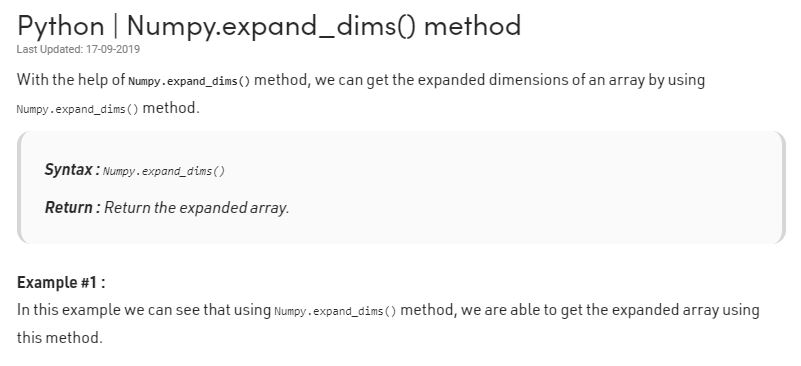 Python | Numpy.expand_dims() method
Last Updated: 17-09-2019
With the help of Numpy.expand_dims() method, we can get the expanded dimensions of an array by using
Numpy.expand_dims() method.
Syntax : Numpy.expand_dims()
Return : Return the expanded array.
Example #1 :
In this example we can see that using Numpy.expand_dims() method, we are able to get the expanded array using
this method.